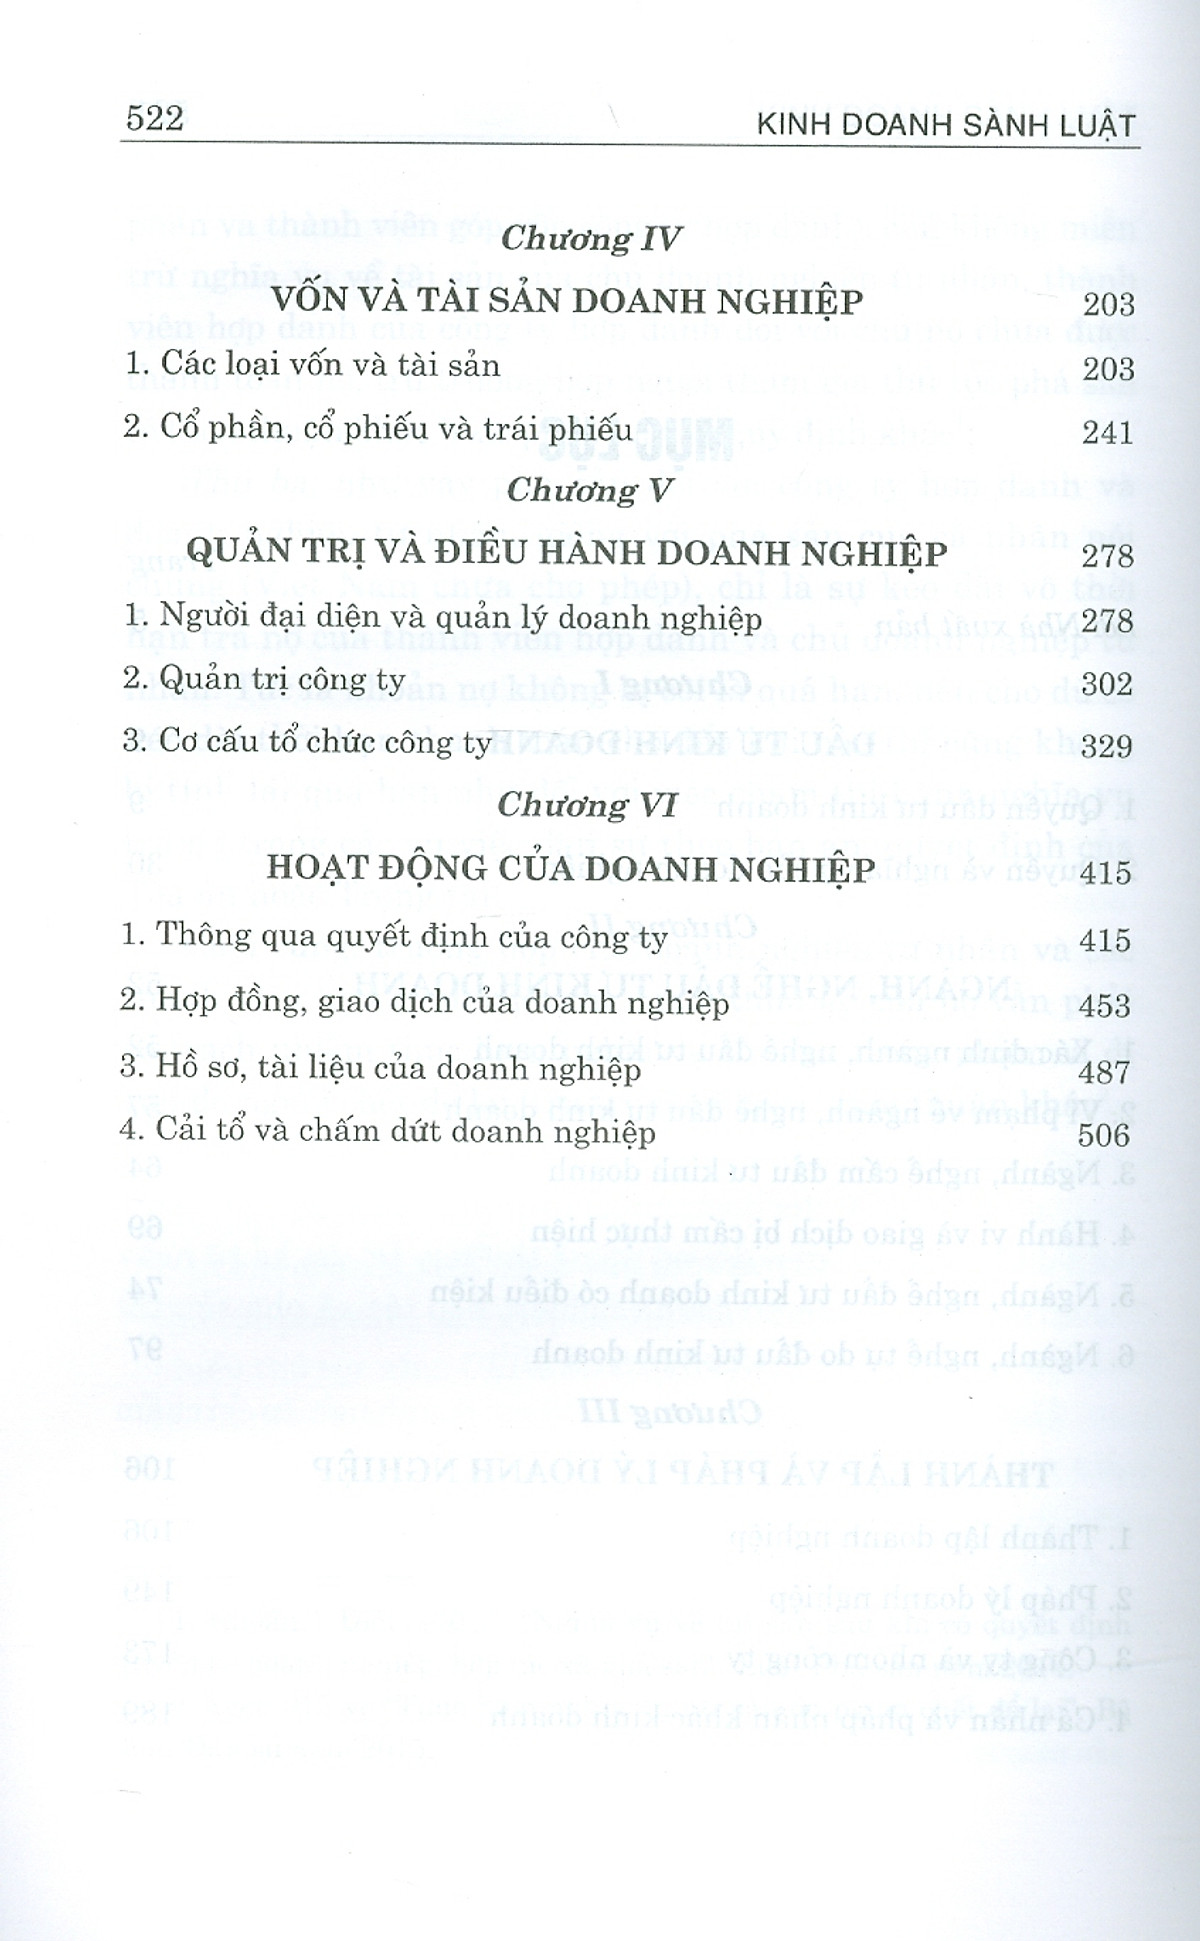 522
KINH DOANH SÀNH LUẬT
Chương IV
VỐN VÀ TÀI SẢN DOANH NGHIỆP 203
1. Các loại vốn và tài sản 203
2. Cổ phần, cổ phiếu và trái phiếu 241
Chương V
QUẢN TRỊ VÀ ĐIỀU HÀNH DOANH NGHIỆP 278
1. Người đại diện và quản lý doanh nghiệp 278
2. Quản trị công ty 302
3. Cơ cấu tổ chức công ty 329
Chương VI
HOẠT ĐỘNG CỦA DOANH NGHIỆP 415
1. Thông qua quyết định của công ty 415
2. Hợp đồng, giao dịch của doanh nghiệp 453
3. Hồ sơ, tài liệu của doanh nghiệp 487
4. Cải tổ và chấm dứt doanh nghiệp 506